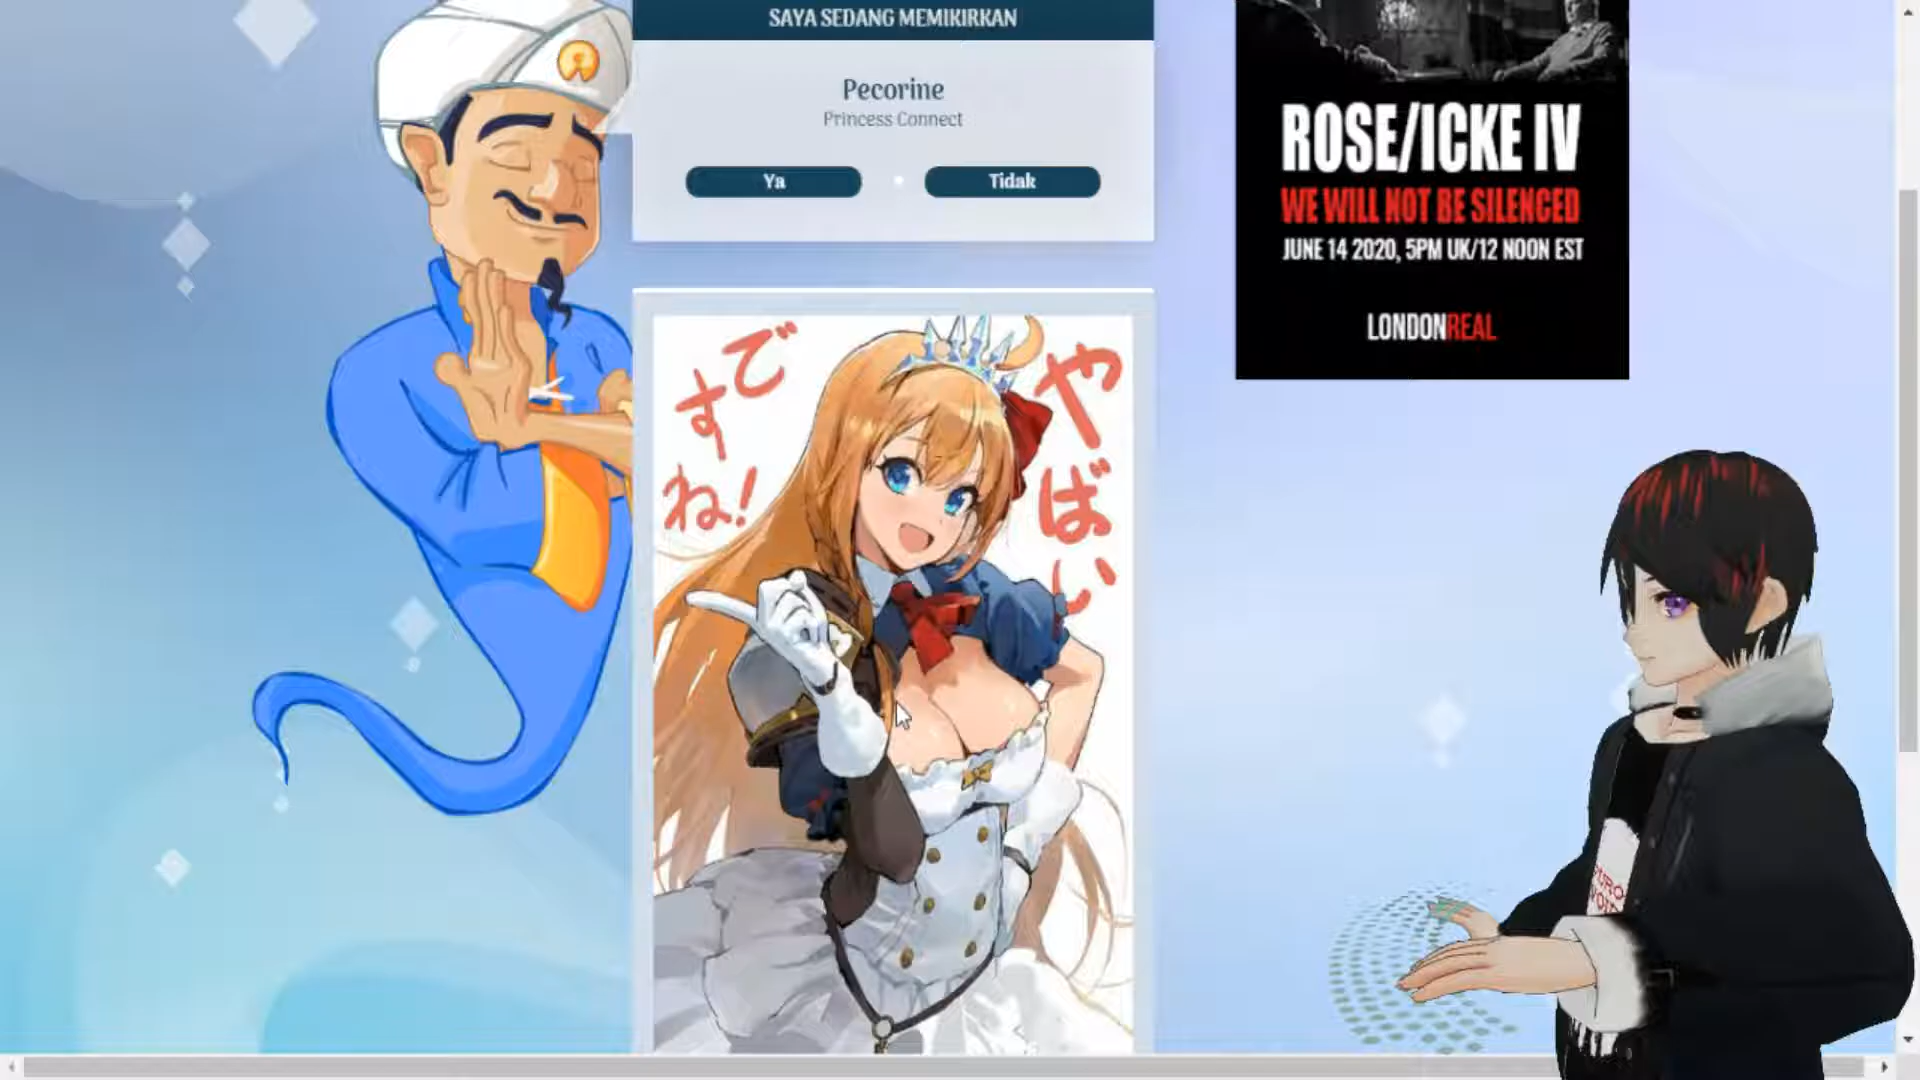 SAYA SEDANG MEMIKIRKAN
Pecorine
Princess Connect
Ya
Tidak
やばい
ですね!
ROSE/ICKE IV
WE WILL NOT BE SILENCED
JUNE 14 2020, 5PM UK/12 NOON EST
LONDONREAL